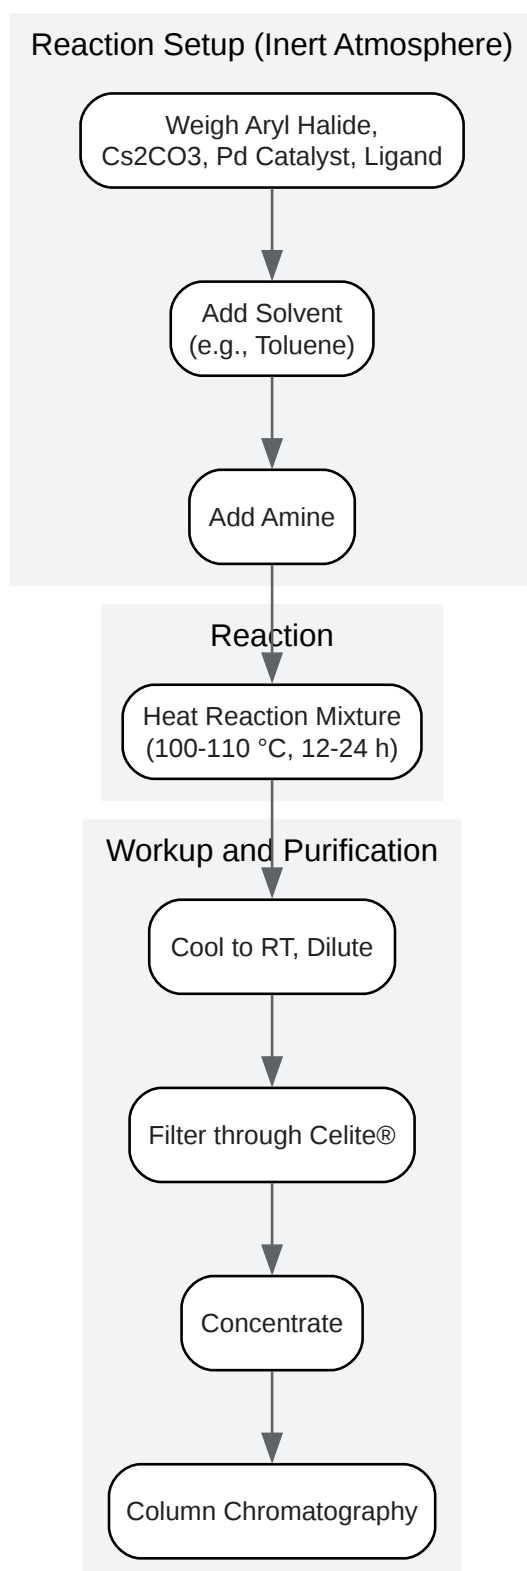 Reaction Setup (Inert Atmosphere)
Weigh Aryl Halide,
Cs2CO3, Pd Catalyst, Ligand
Add Solvent
(e.g., Toluene)
Add Amine
Reaction
Heat Reaction Mixture
(100-110 °C, 12-24 h)
Workup and Purification
Cool to RT, Dilute
Filter through Celite®
Concentrate
Column Chromatography